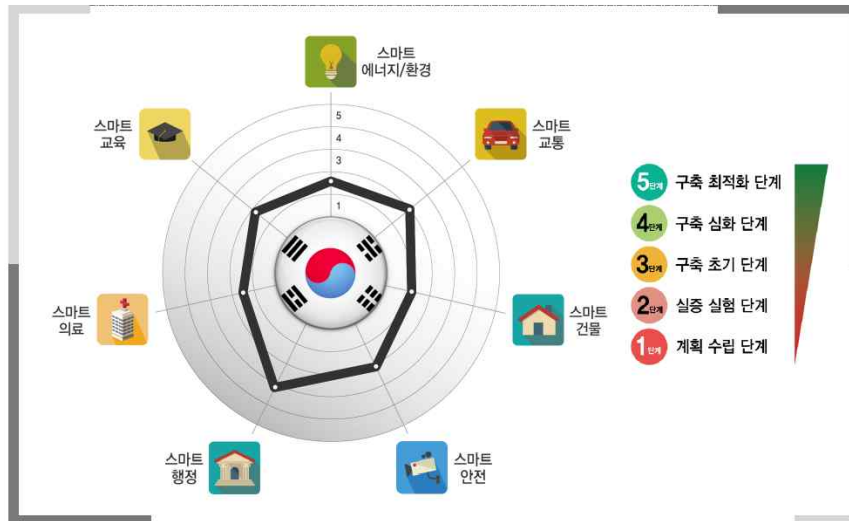 스마트
에너지/환경
스마트
교육
스마트
교통
5
4
3
1
스마트
의료
스마트
건물
스마트
행정
스마트
안전
5단계 구축 최적화 단계
4단계 구축 심화 단계
3단계 구축 초기 단계
2단계 실증 실험 단계
1단계 계획 수립 단계